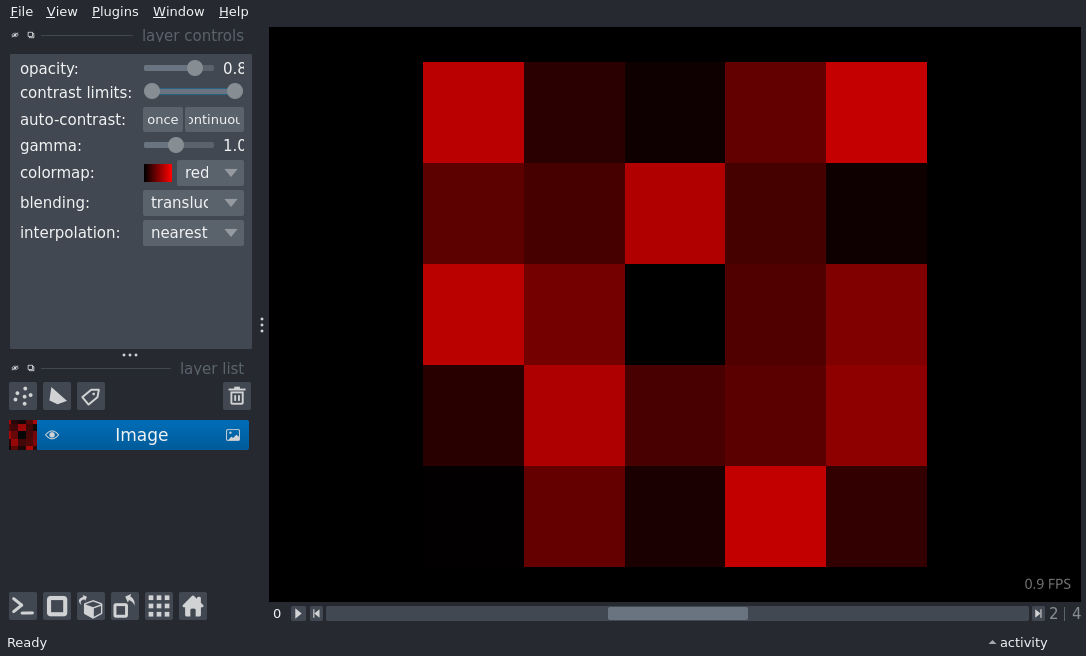 File View Plugins Window Help
layer controls
opacity: 0.8
contrast limits:
auto-contrast: once ontinuou
gamma: 1.0
colormap: red
blending: transluc
interpolation: nearest
layer list
Image
0.9 FPS
0 2 | 4
Ready activity